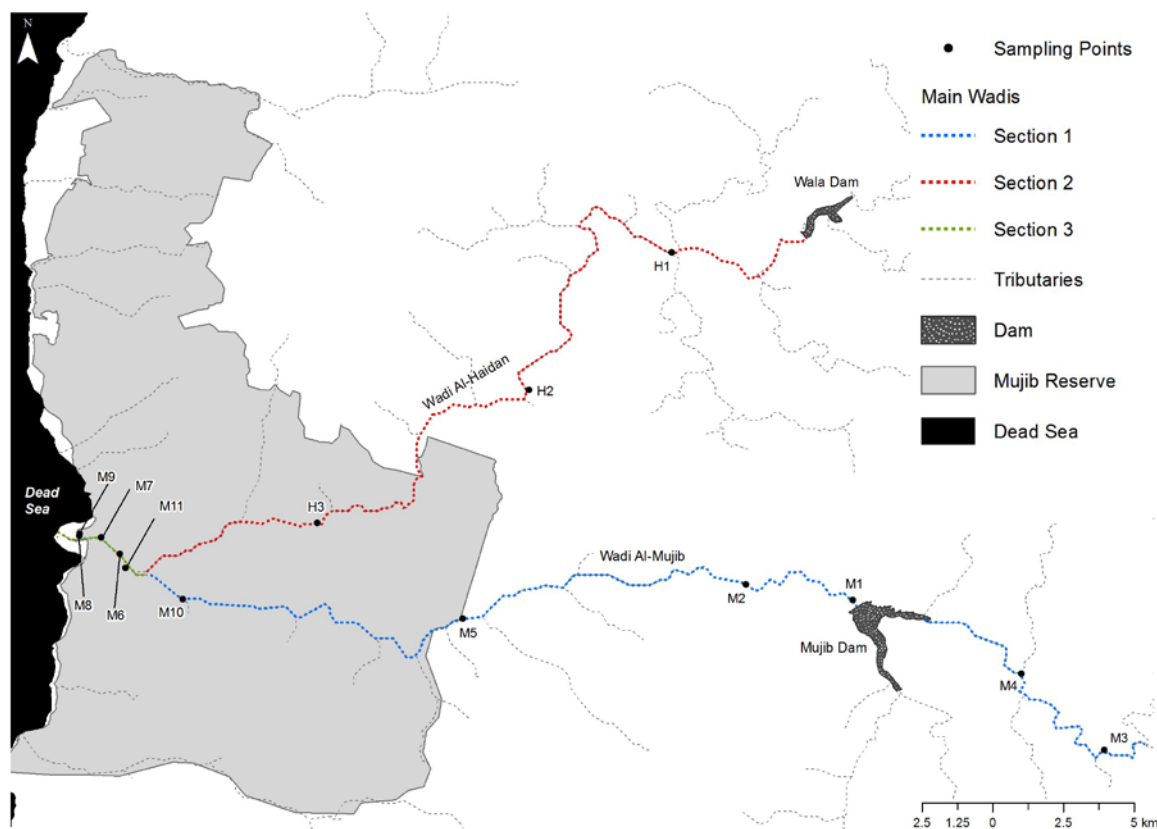 N
Sampling Points
Main Wadis
Section 1
Section 2
Section 3
Tributaries
Dam
Mujib Reserve
Dead Sea
Wala Dam
H1
Wadi Al-Haidan
H2
H3
Dead
Sea
M9
M7
M11
M8
M6
M10
M5
Wadi Al-Mujib
M2
M1
Mujib Dam
M4
M3
2.5 1.25 0 2.5 5 km